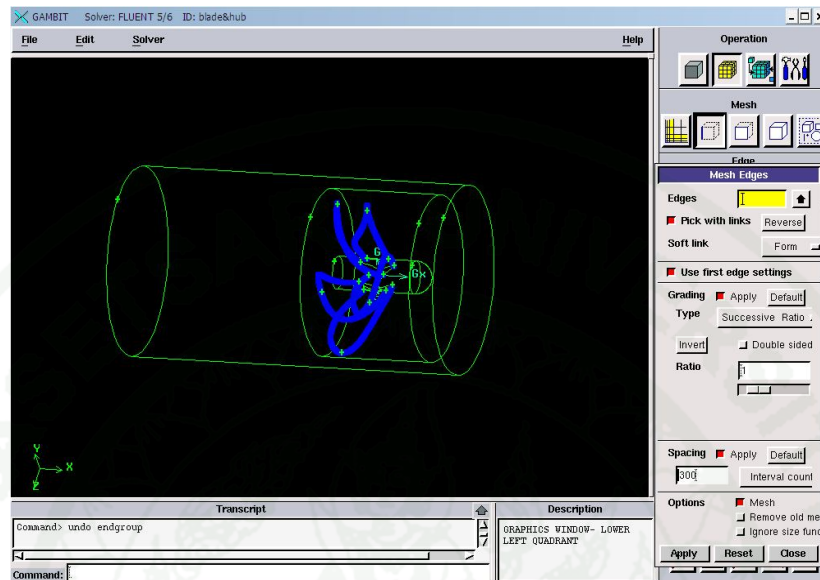 GAMBIT Solver: FLUENT 5/6 ID: blade&hub
File Edit Solver Help
Operation
Mesh
Edge
Mesh Edges
Edges
Pick with links Reverse
Soft link Form
Use first edge settings
Grading Apply Default
Type Successive Ratio
Invert Double sided
Ratio 1
Spacing Apply Default
300 Interval count
Options Mesh
Remove old me
Ignore size func
Apply Reset Close
G
Gx
Y
X
Z
Transcript
Command> undo endgroup
Command:
Description
GRAPHICS WINDOW- LOWER
LEFT QUADRANT